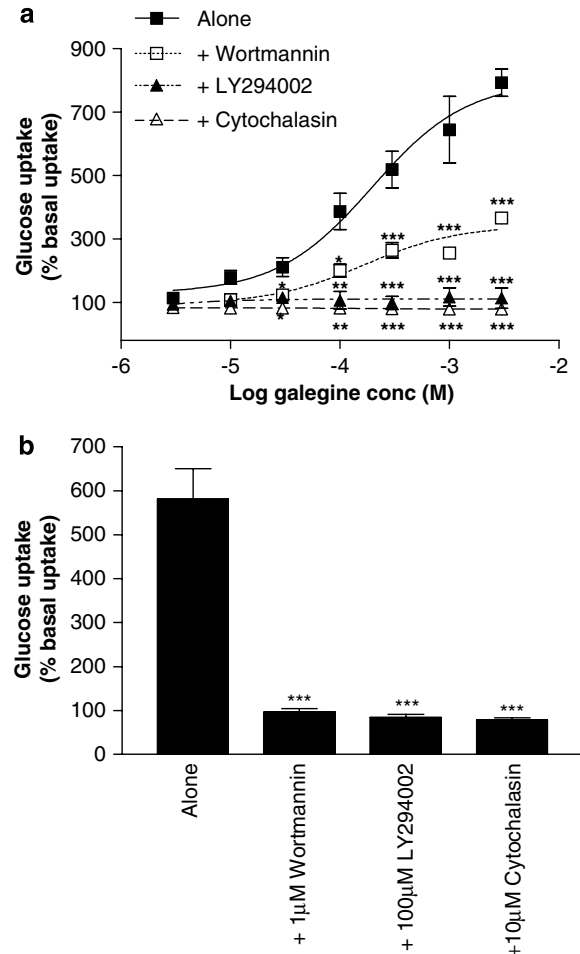 a
Alone
+ Wortmannin
+ LY294002
+ Cytochalasin
Glucose uptake
(% basal uptake)
900
700
500
300
100
***
***
***
***
*
*
**
***
***
***
*
**
***
***
***
-6
-5
-4
-3
-2
Log galegine conc (M)
b
Glucose uptake
(% basal uptake)
700
600
500
400
300
200
100
0
***
***
***
Alone
+ 1μM Wortmannin
+ 100μM LY294002
+10μM Cytochalasin